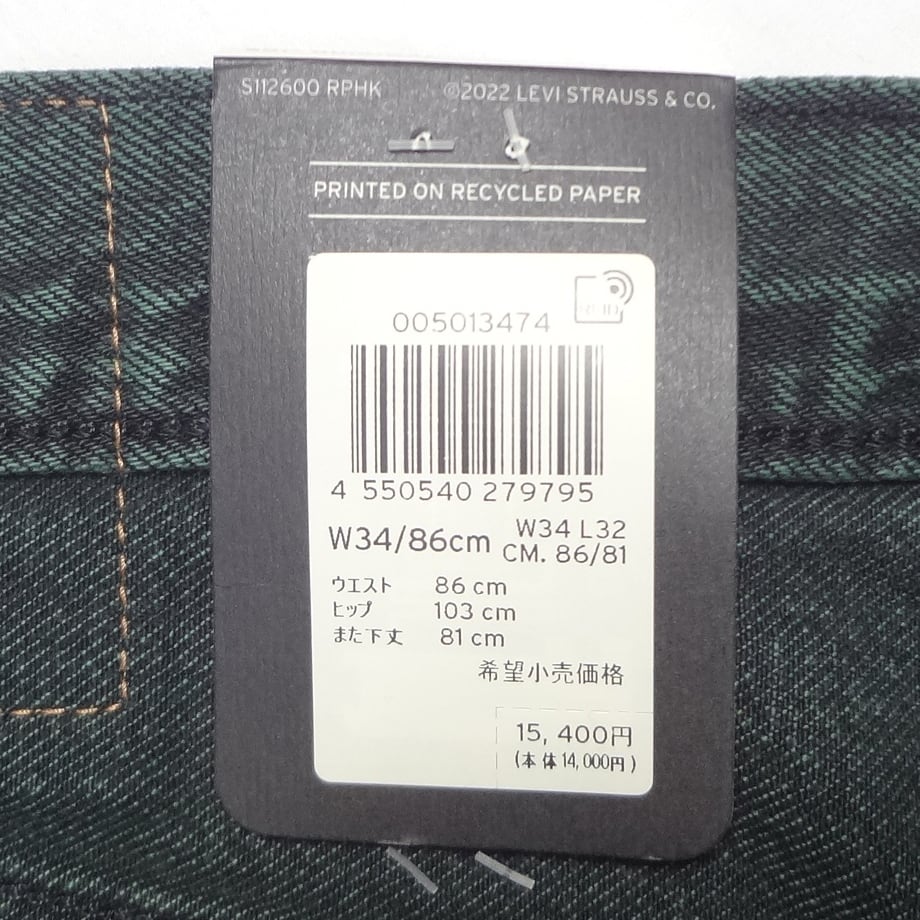 S112600 RPHK ©2022 LEVI STRAUSS & CO.
PRINTED ON RECYCLED PAPER
RFID
005013474
4 550540 279795
W34/86cm
W34 L32
CM. 86/81
ウエスト 86 cm
ヒップ 103 cm
また下丈 81 cm
希望小売価格
15, 400円
(本体14,000円)